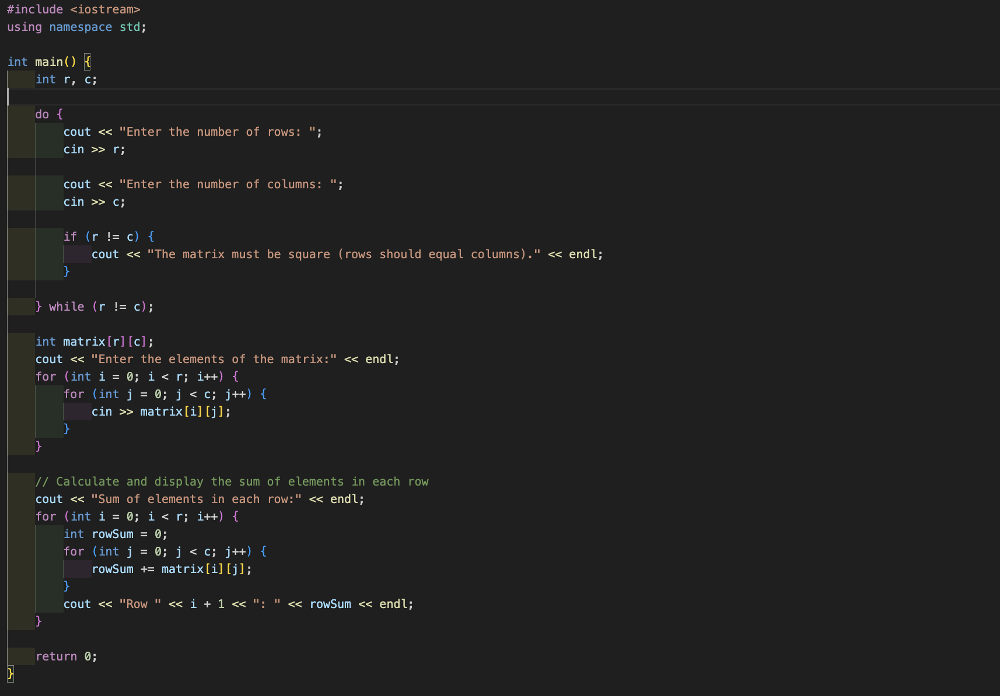 #include <iostream>
using namespace std;
int main() {
int r, c;
do {
cout << "Enter the number of rows: ";
cin >> r;
cout << "Enter the number of columns: ";
cin >> c;
if (r != c) {
cout << "The matrix must be square (rows should equal columns)." << endl;
}
} while (r != c);
int matrix[r][c];
cout << "Enter the elements of the matrix:" << endl;
for (int i = 0; i < r; i++) {
for (int j = 0; j < c; j++) {
cin >> matrix[i][j];
}
}
// Calculate and display the sum of elements in each row
cout << "Sum of elements in each row:" << endl;
for (int i = 0; i < r; i++) {
int rowSum = 0;
for (int j = 0; j < c; j++) {
rowSum += matrix[i][j];
}
cout << "Row " << i + 1 << ": " << rowSum << endl;
}
return 0;
}